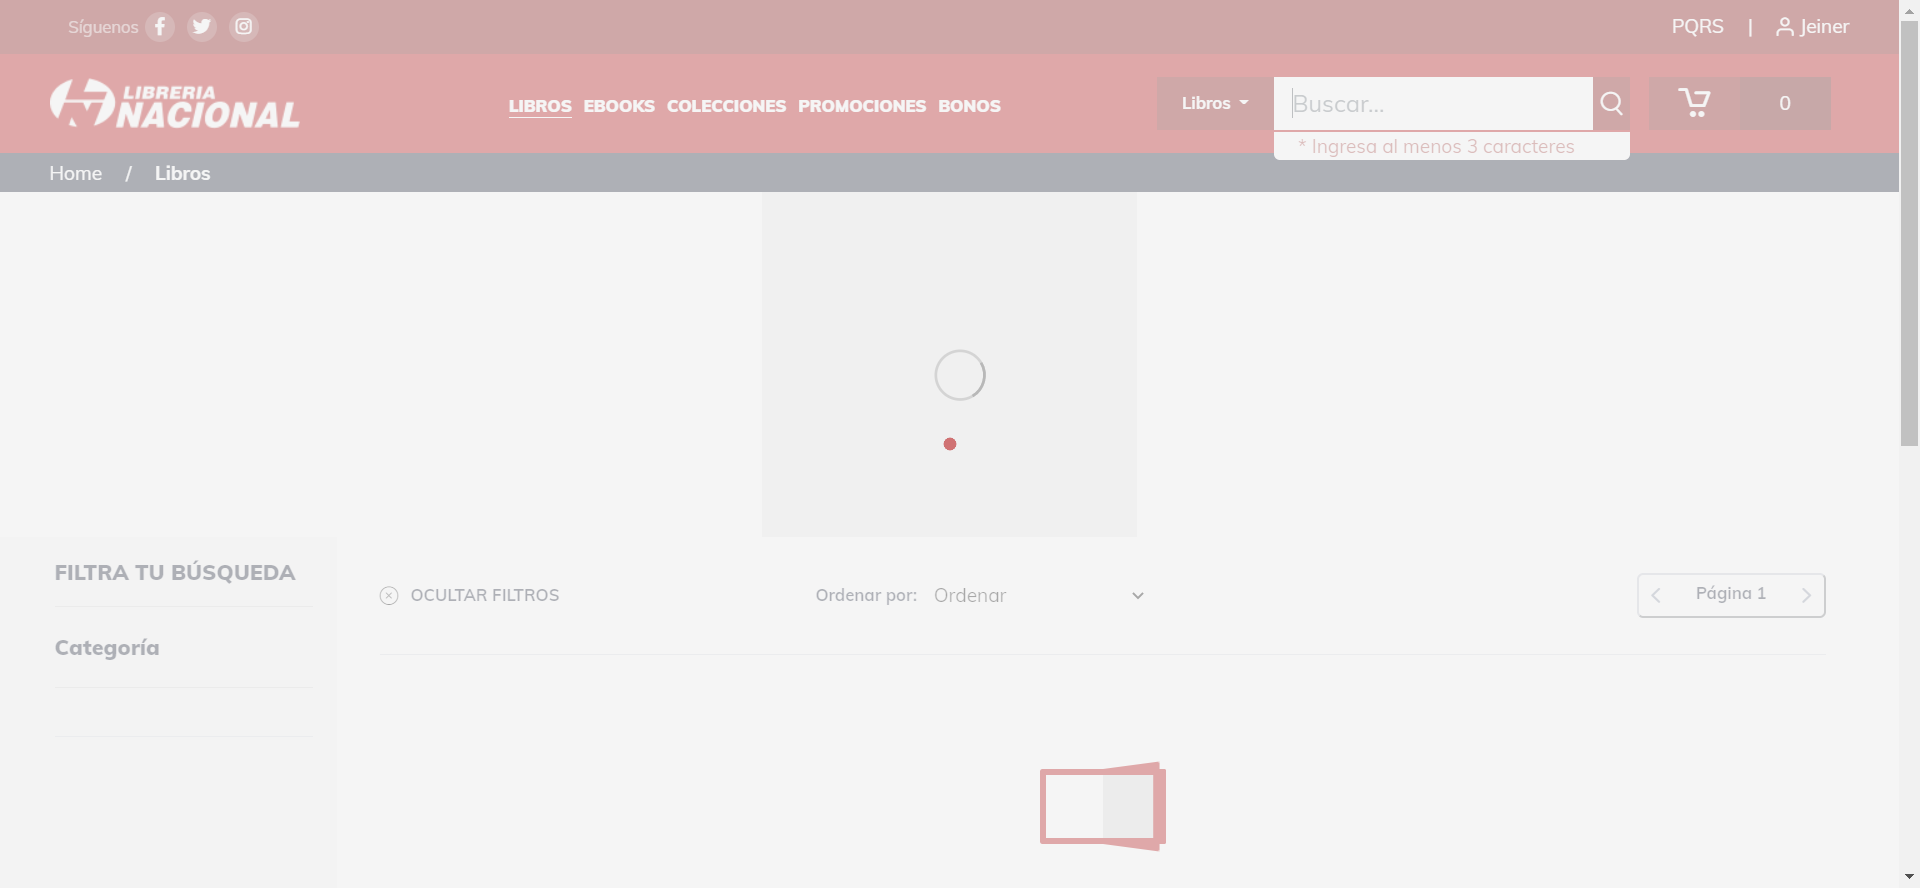 Síguenos
PQRS | Jeiner
LIBRERIA
NACIONAL
LIBROS EBOOKS COLECCIONES PROMOCIONES BONOS
Libros
Buscar...
0
* Ingresa al menos 3 caracteres
Home / Libros
FILTRA TU BÚSQUEDA
OCULTAR FILTROS
Ordenar por: Ordenar
Página 1
Categoría